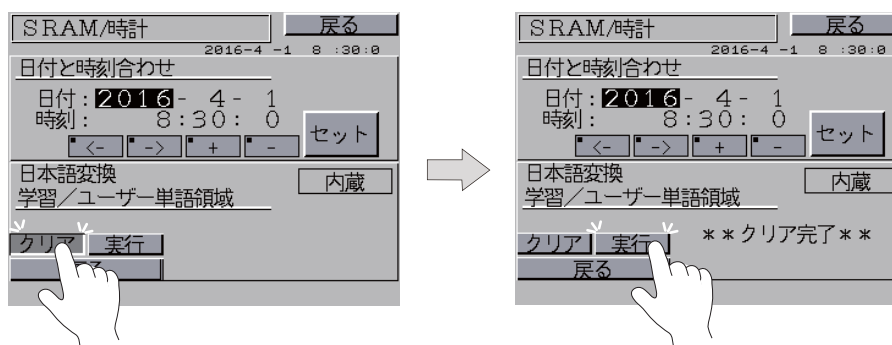 SRAM/時計 戻る
2016-4 -1 8 :30:0
日付と時刻合わせ
日付:2016- 4- 1
時刻: 8:30: 0
<- -> + - セット
日本語変換 内蔵
学習/ユーザー単語領域
クリア 実行
戻る
SRAM/時計 戻る
2016-4 -1 8 :30:0
日付と時刻合わせ
日付:2016- 4- 1
時刻: 8:30: 0
<- -> + - セット
日本語変換 内蔵
学習/ユーザー単語領域
クリア 実行 **クリア完了**
戻る